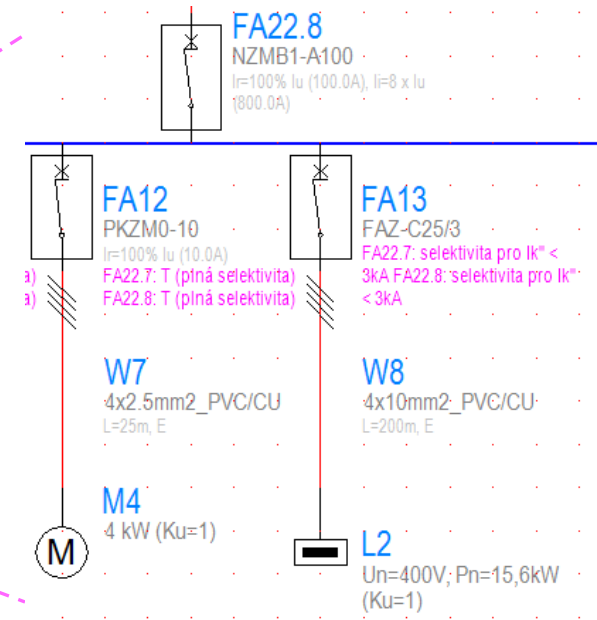 FA22.8
NZMB1-A100
Ir=100% Iu (100.0A), Ii=8 x Iu
(800.0A)
FA12
PKZM0-10
Ir=100% Iu (10.0A)
a) FA22.7: T (plná selektivita)
a) FA22.8: T (plná selektivita)
FA13
FAZ-C25/3
FA22.7: selektivita pro Ik" <
3kA FA22.8: selektivita pro Ik"
< 3kA
W7
4x2.5mm2_PVC/CU
L=25m, E
W8
4x10mm2_PVC/CU
L=200m, E
M4
4 kW (Ku=1)
M
L2
Un=400V; Pn=15,6kW
(Ku=1)